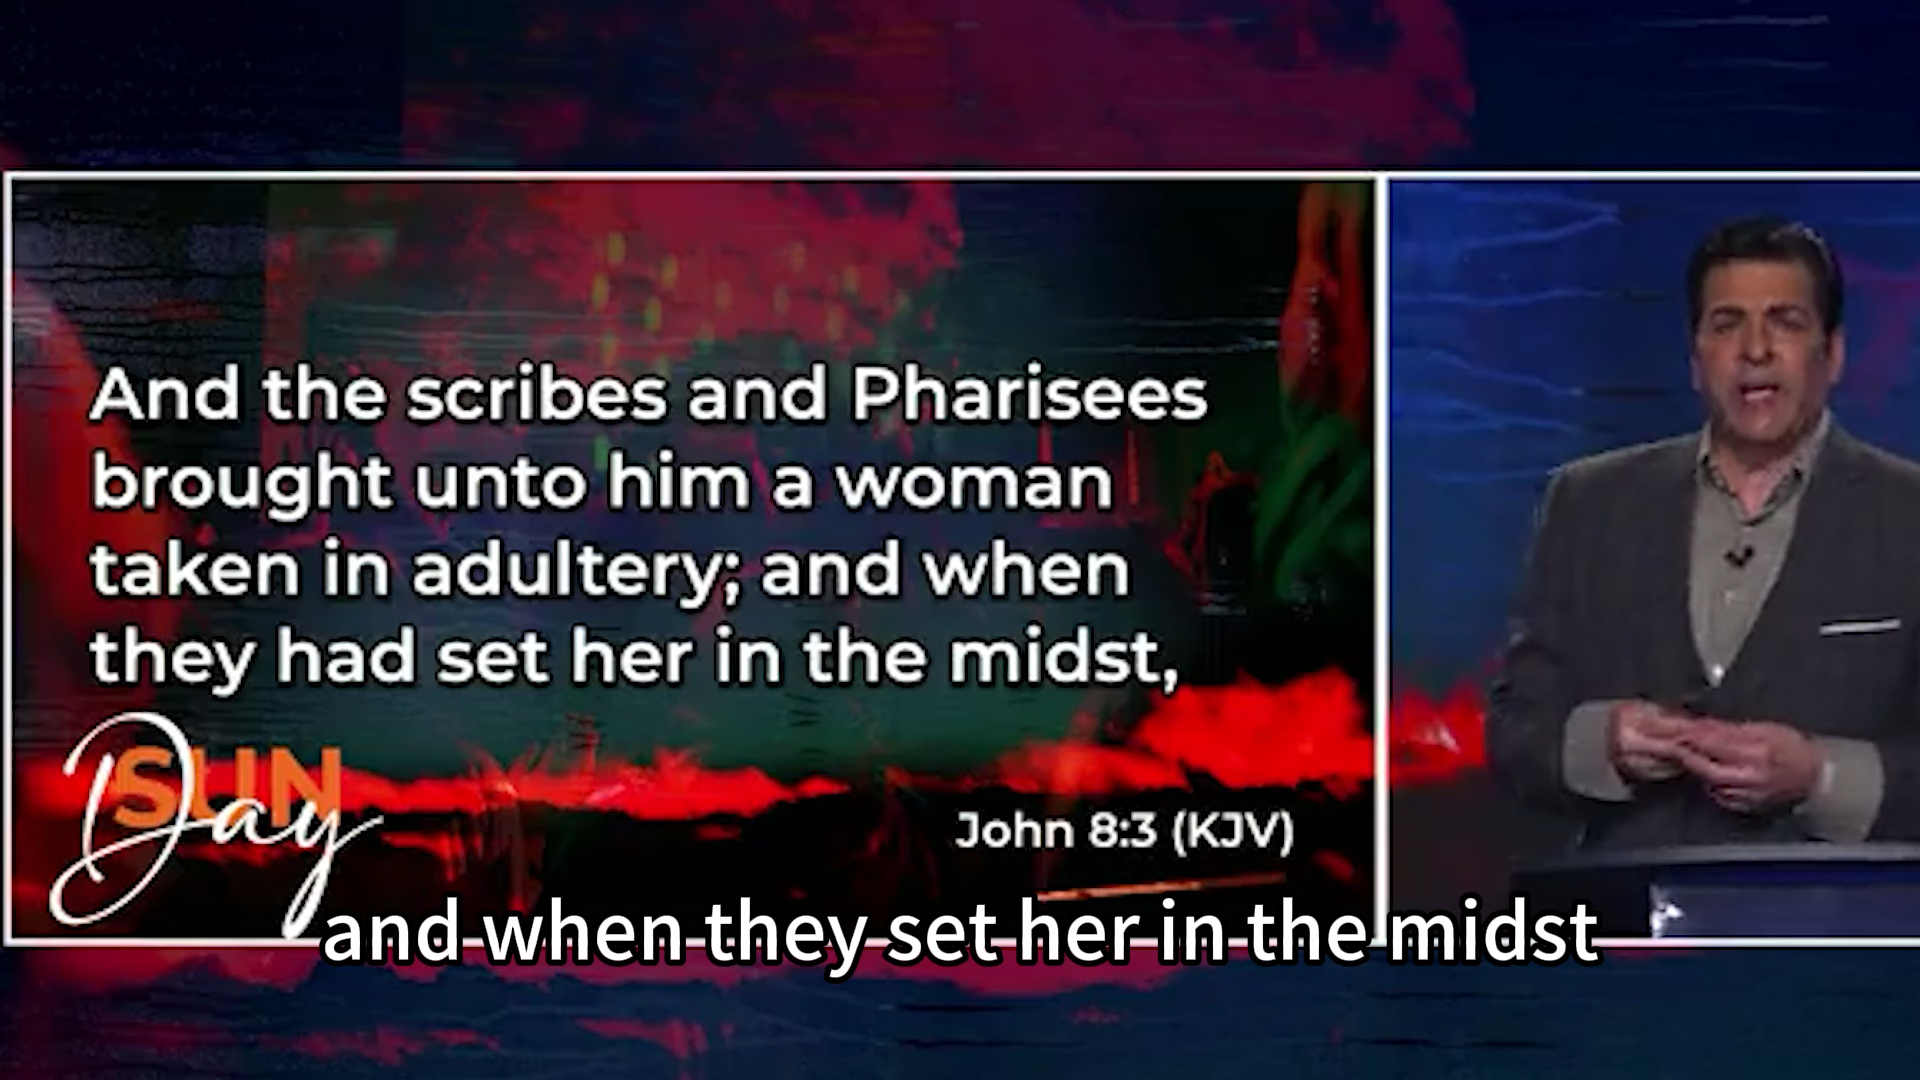 And the scribes and Pharisees
brought unto him a woman
taken in adultery; and when
they had set her in the midst,
SUN
Day
John 8:3 (KJV)
and when they set her in the midst